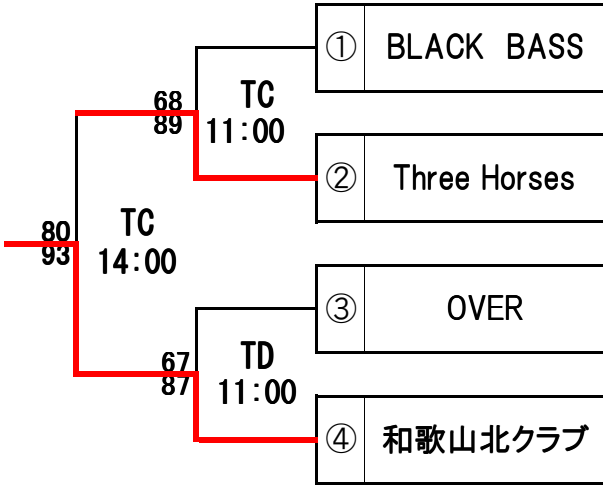 ① BLACK BASS
68
89
TC
11:00
② Three Horses
80
93
TC
14:00
③ OVER
67
87
TD
11:00
④ 和歌山北クラブ